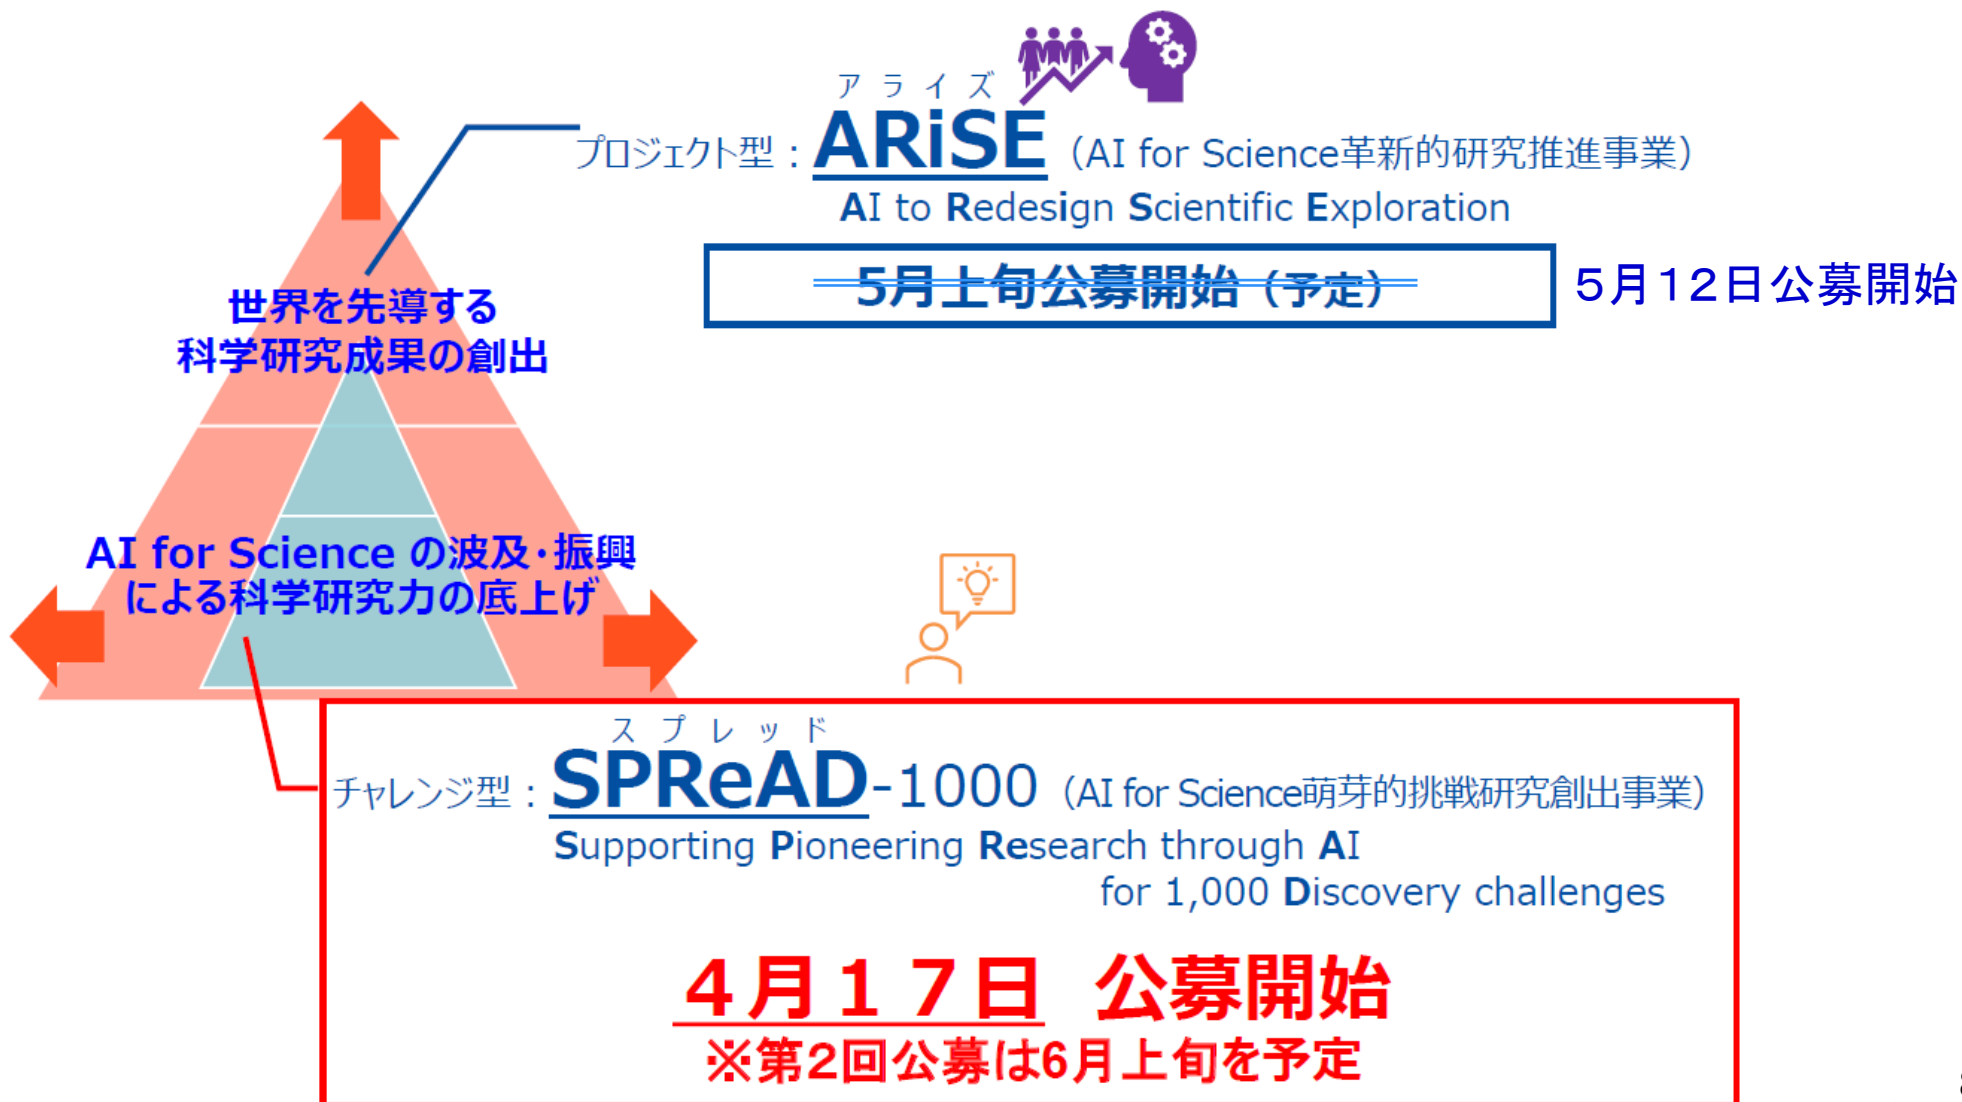 アライズ
プロジェクト型：ARiSE（AI for Science革新的研究推進事業）
AI to Redesign Scientific Exploration
5月上旬公募開始（予定）
５月１２日公募開始
世界を先導する
科学研究成果の創出
AI for Science の波及・振興
による科学研究力の底上げ
スプレッド
チャレンジ型：SPReAD-1000（AI for Science萌芽的挑戦研究創出事業）
Supporting Pioneering Research through AI
for 1,000 Discovery challenges
４月１７日 公募開始
※第2回公募は6月上旬を予定